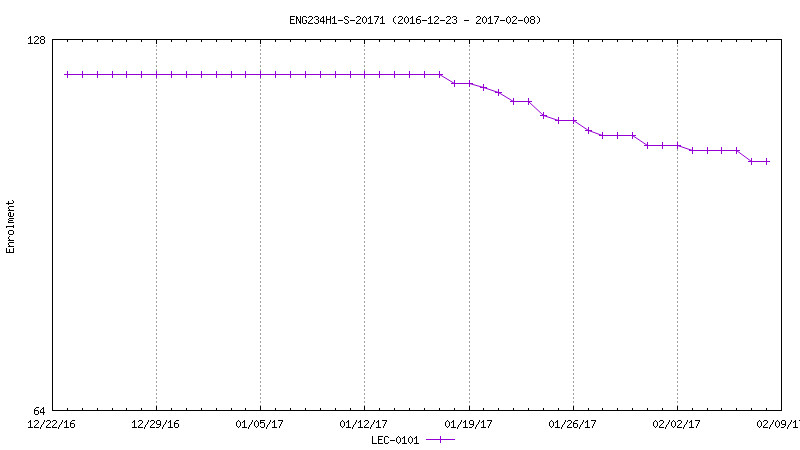 ENG234H1-S-20171 (2016-12-23 - 2017-02-08)
128
Enrolment
64
12/22/16 12/29/16 01/05/17 01/12/17 01/19/17 01/26/17 02/02/17 02/09/17
LEC-0101